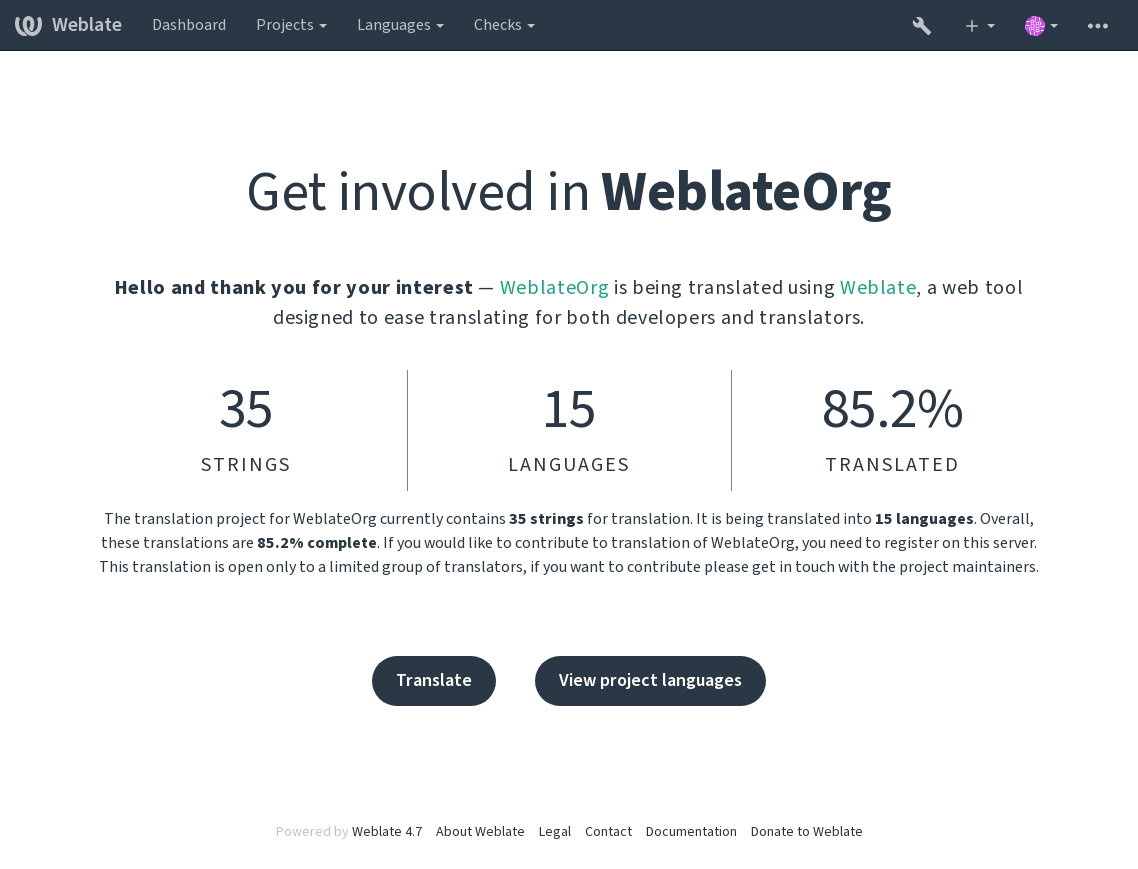 Weblate Dashboard Projects Languages Checks
Get involved in WeblateOrg
Hello and thank you for your interest — WeblateOrg is being translated using Weblate, a web tool
designed to ease translating for both developers and translators.
35 15 85.2%
STRINGS LANGUAGES TRANSLATED
The translation project for WeblateOrg currently contains 35 strings for translation. It is being translated into 15 languages. Overall,
these translations are 85.2% complete. If you would like to contribute to translation of WeblateOrg, you need to register on this server.
This translation is open only to a limited group of translators, if you want to contribute please get in touch with the project maintainers.
Translate View project languages
Powered by Weblate 4.7 About Weblate Legal Contact Documentation Donate to Weblate